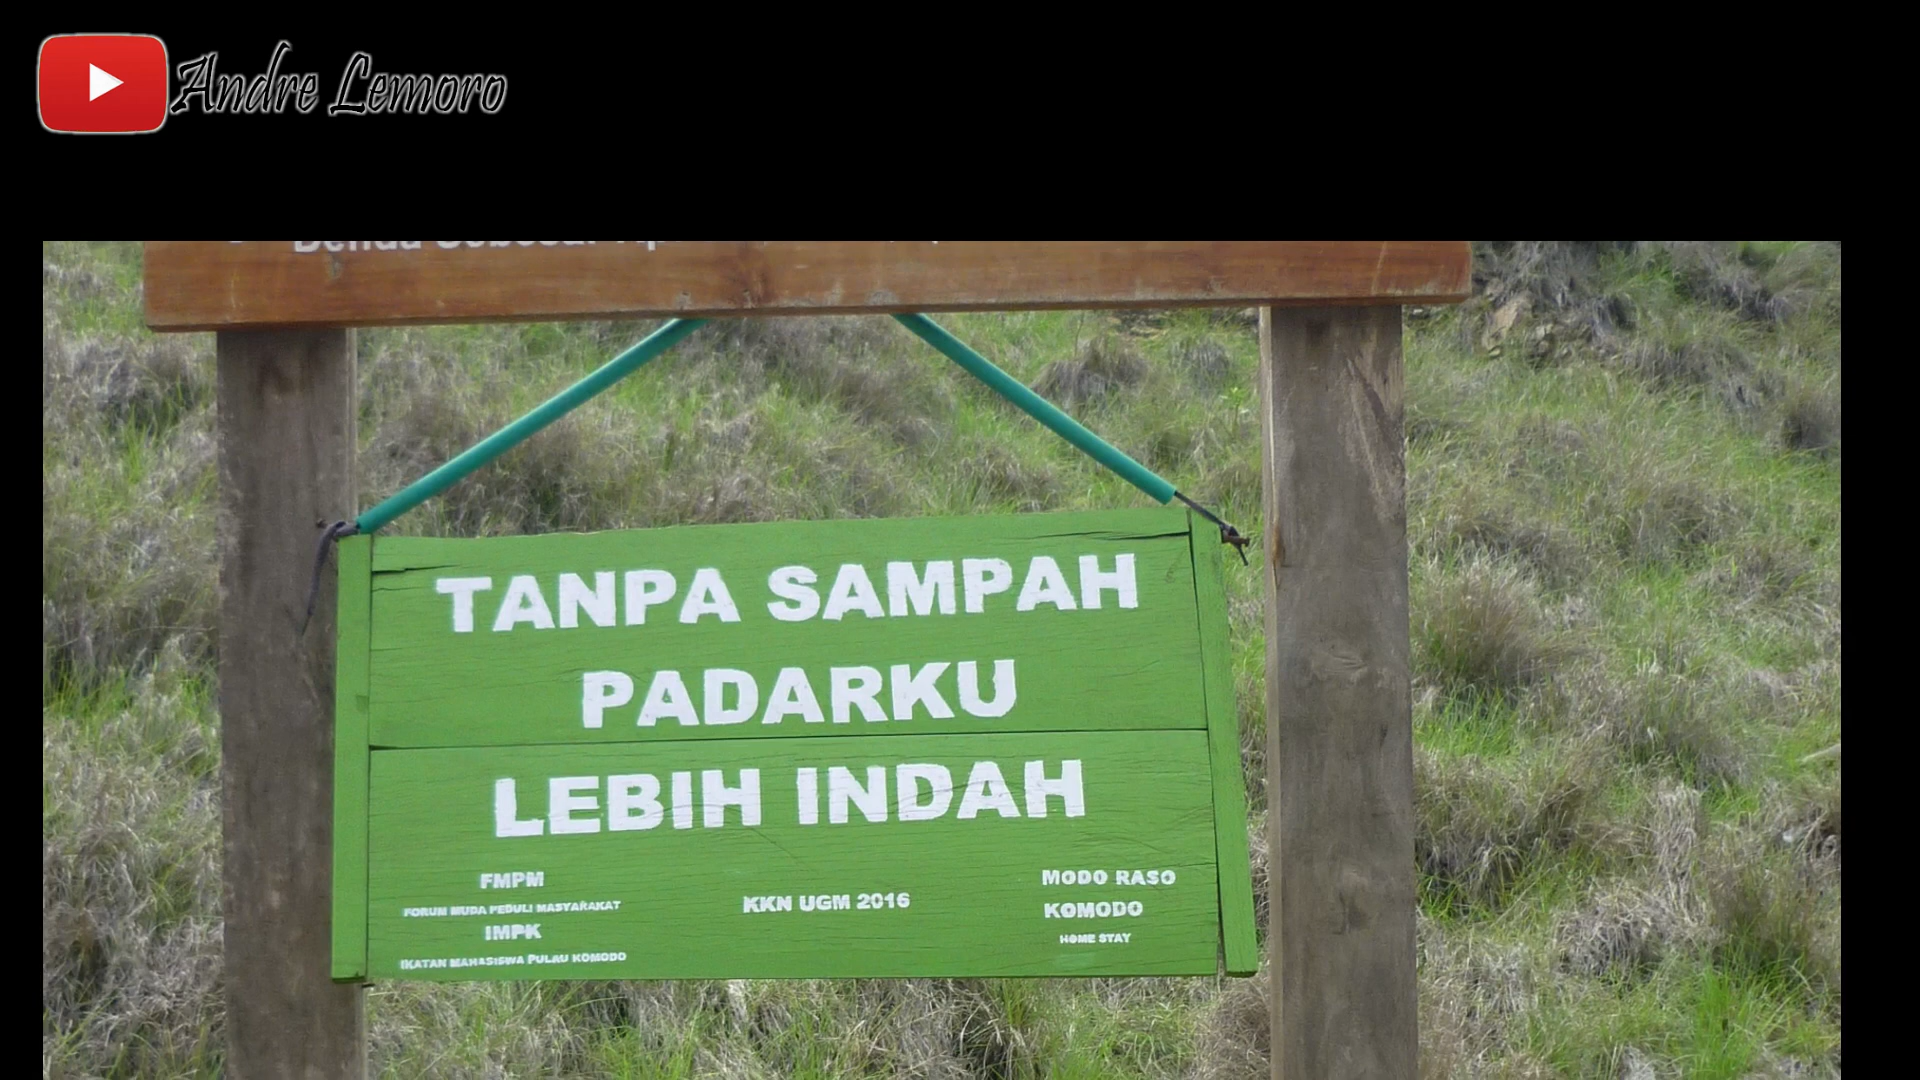 Andre Lemoro
TANPA SAMPAH
PADARKU
LEBIH INDAH
FMPM
FORUM MUDA PEDULI MASYARAKAT
IMPK
IKATAN MAHASISWA PULAU KOMODO
KKN UGM 2016
MODO RASO
KOMODO
HOME STAY